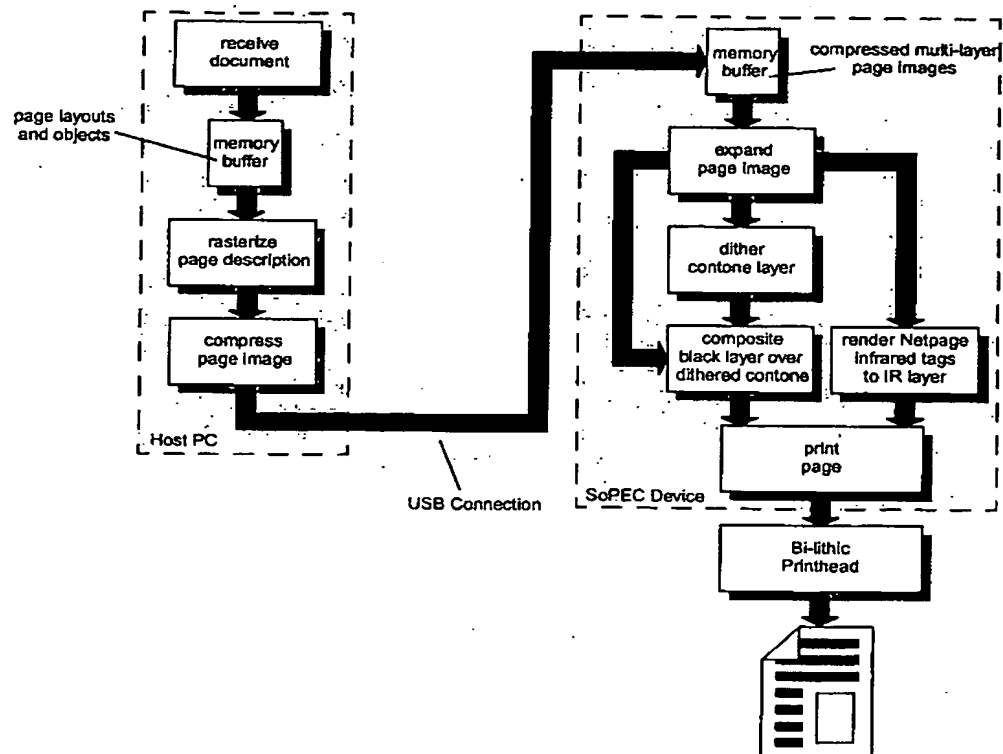 receive
document
page layouts
and objects
memory
buffer
rasterize
page description
compress
page image
Host PC
USB Connection
memory
buffer
compressed multi-layer
page images
expand
page image
dither
contone layer
composite
black layer over
dithered contone
render Netpage
infrared tags
to IR layer
print
page
SoPEC Device
Bi-lithic
Printhead